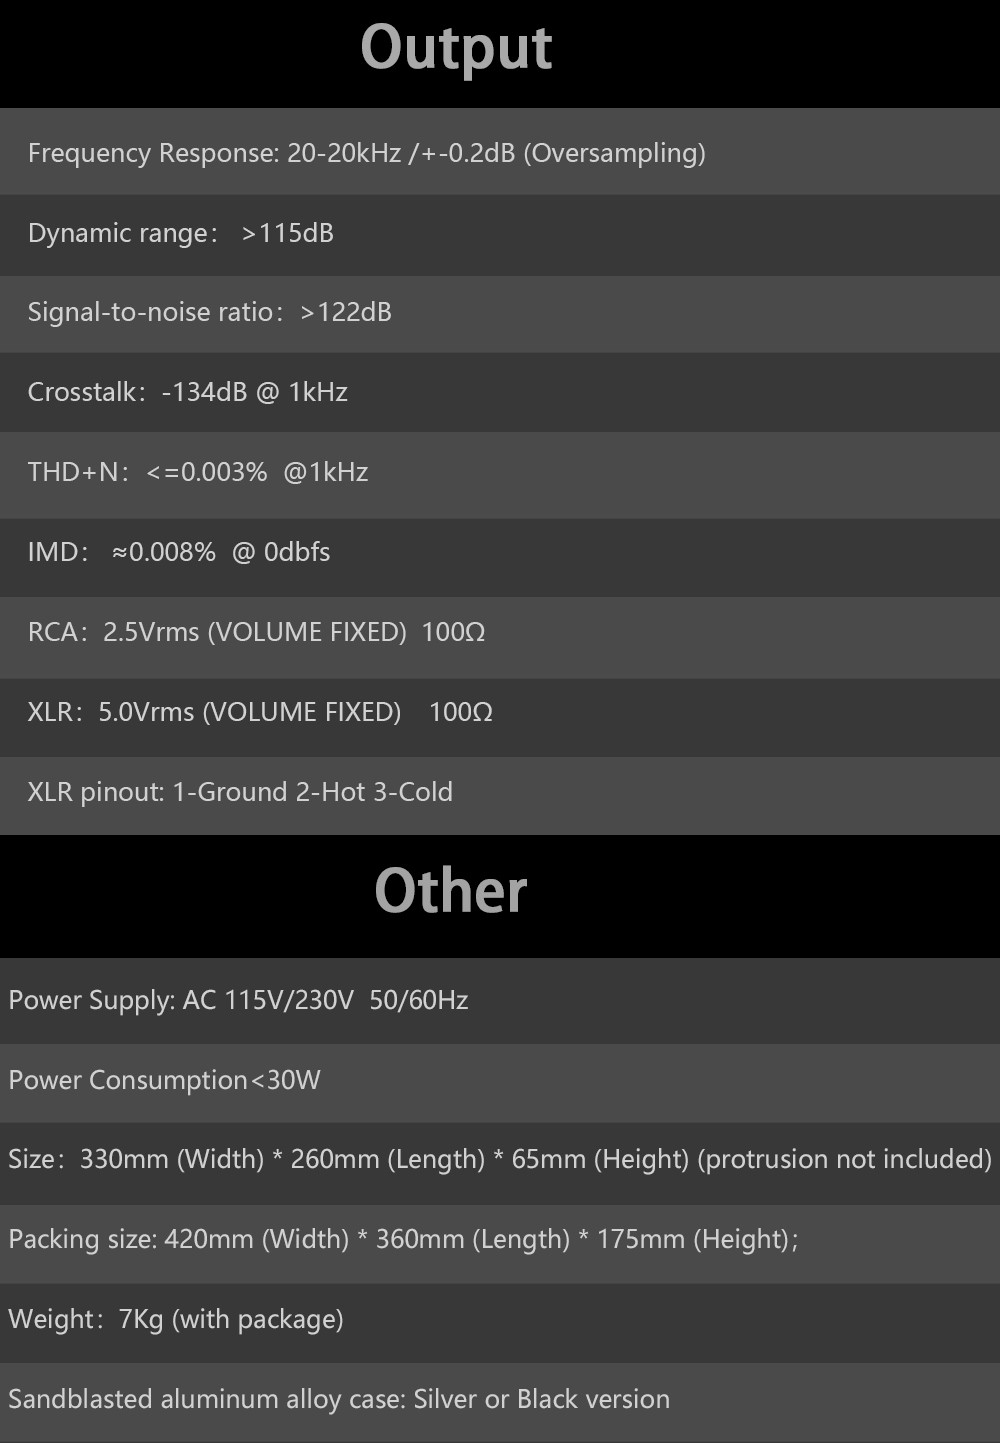 Output
Frequency Response: 20-20kHz /+-0.2dB (Oversampling)
Dynamic range： >115dB
Signal-to-noise ratio：>122dB
Crosstalk：-134dB @ 1kHz
THD+N：<=0.003% @1kHz
IMD： ≈0.008% @ 0dbfs
RCA：2.5Vrms (VOLUME FIXED) 100Ω
XLR：5.0Vrms (VOLUME FIXED) 100Ω
XLR pinout: 1-Ground 2-Hot 3-Cold
Other
Power Supply: AC 115V/230V 50/60Hz
Power Consumption<30W
Size：330mm (Width) * 260mm (Length) * 65mm (Height) (protrusion not included)
Packing size: 420mm (Width) * 360mm (Length) * 175mm (Height);
Weight：7Kg (with package)
Sandblasted aluminum alloy case: Silver or Black version